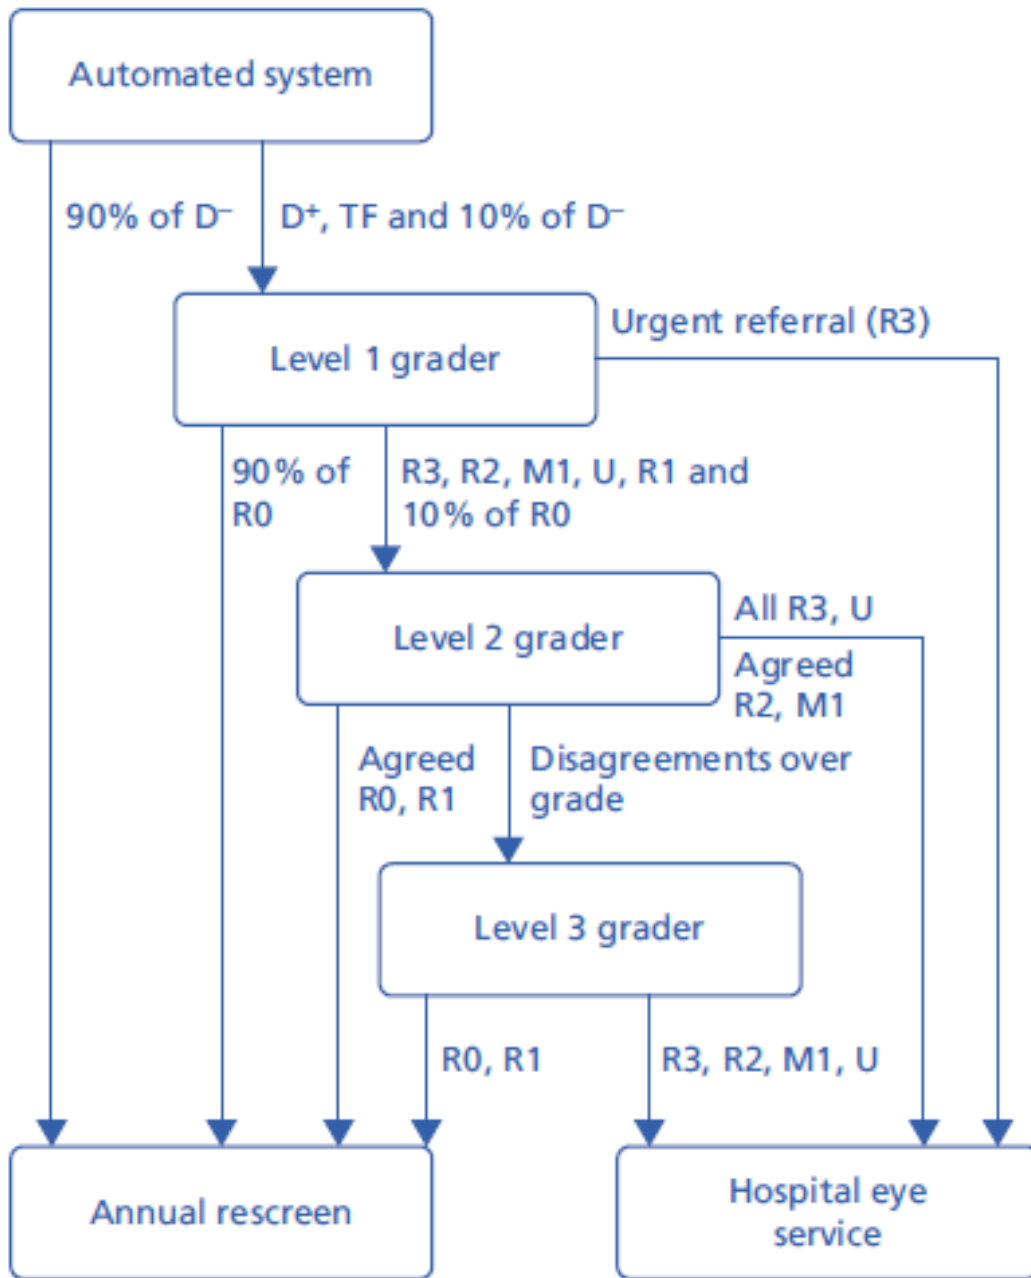 Automated system
90% of D⁻
D⁺, TF and 10% of D⁻
Urgent referral (R3)
Level 1 grader
90% of
R0
R3, R2, M1, U, R1 and
10% of R0
All R3, U
Level 2 grader
Agreed
R2, M1
Agreed
R0, R1
Disagreements over
grade
Level 3 grader
R0, R1
R3, R2, M1, U
Annual rescreen
Hospital eye
service